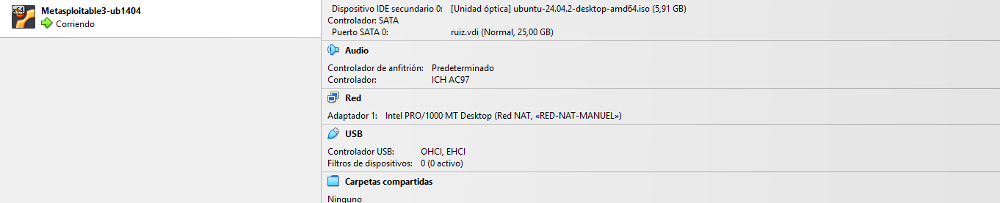 x64
Metasploitable3-ub1404
Corriendo
Dispositivo IDE secundario 0: [Unidad óptica] ubuntu-24.04.2-desktop-amd64.iso (5,91 GB)
Controlador: SATA
Puerto SATA 0: ruiz.vdi (Normal, 25,00 GB)
Audio
Controlador de anfitrión: Predeterminado
Controlador: ICH AC97
Red
Adaptador 1: Intel PRO/1000 MT Desktop (Red NAT, «RED-NAT-MANUEL»)
USB
Controlador USB: OHCI, EHCI
Filtros de dispositivos: 0 (0 activo)
Carpetas compartidas
Ninguno